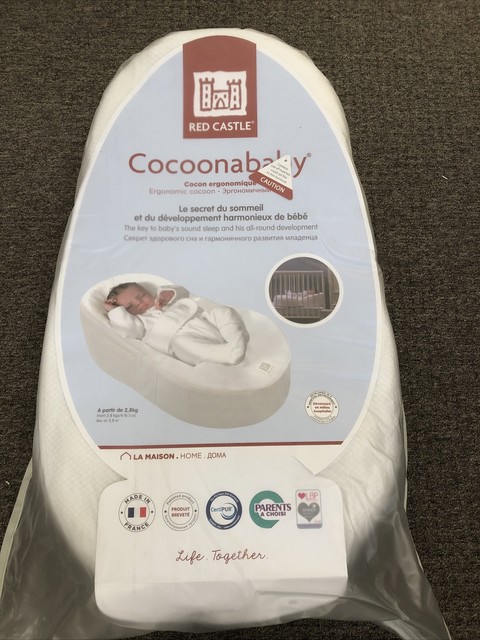 RED CASTLE®
Cocoonababy®
CAUTION
Cocon ergonomique
Ergonomic cocoon - Эргономичный
Le secret du sommeil
et du développement harmonieux de bébé
The key to baby's sound sleep and his all-round development
Секрет здорового сна и гармоничного развития младенца
A partir de 2,8kg
LA MAISON . HOME . ДОМА
MADE IN
FRANCE
PRODUIT
BREVETÉ
CertiPUR
PARENTS
A CHOISI
LBP
Life. Together.